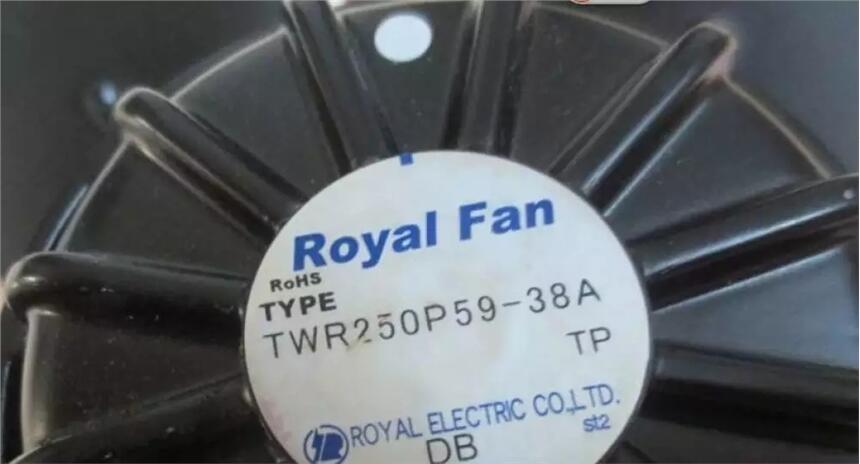 Royal Fan
RoHS
TYPE
TWR250P59-38A
TP
ROYAL ELECTRIC CO.,LTD.
st2
DB